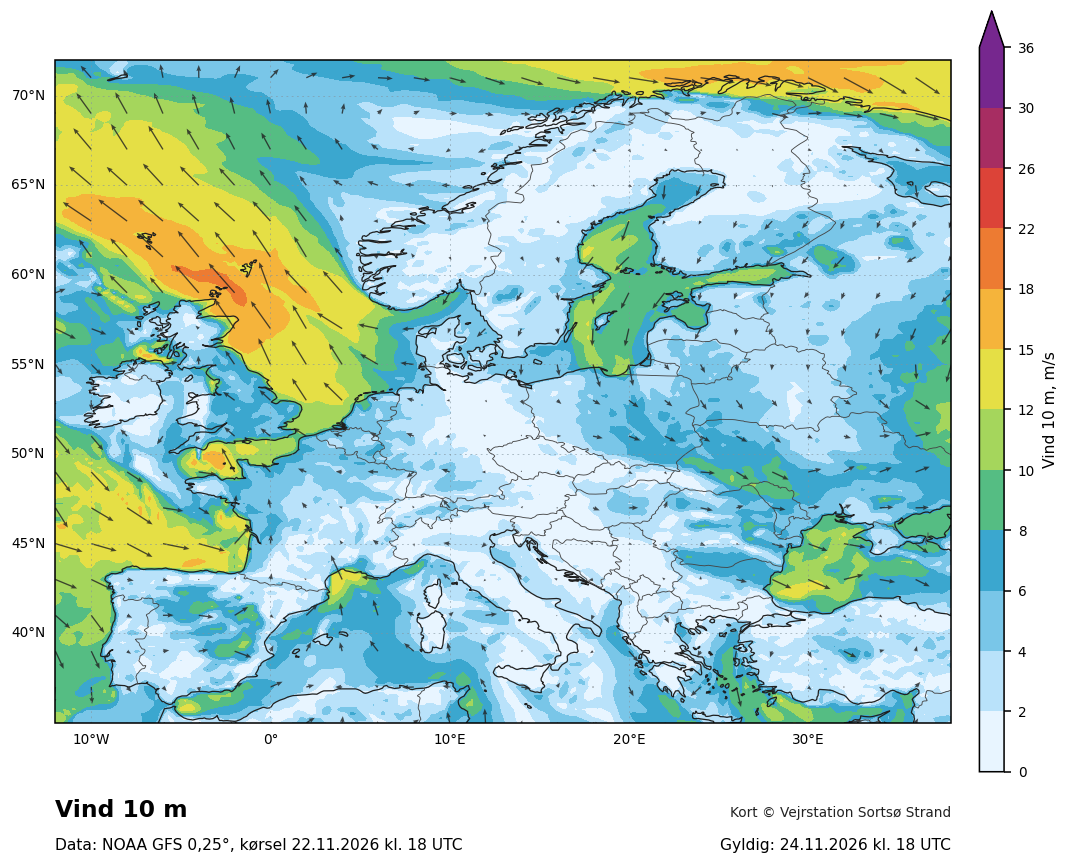 36
30
26
22
18
15
12
10
8
6
4
2
0
Vind 10 m, m/s
70°N
65°N
60°N
55°N
50°N
45°N
40°N
10°W
0°
10°E
20°E
30°E
Vind 10 m
Kort © Vejrstation Sortsø Strand
Data: NOAA GFS 0,25°, kørsel 22.11.2026 kl. 18 UTC
Gyldig: 24.11.2026 kl. 18 UTC